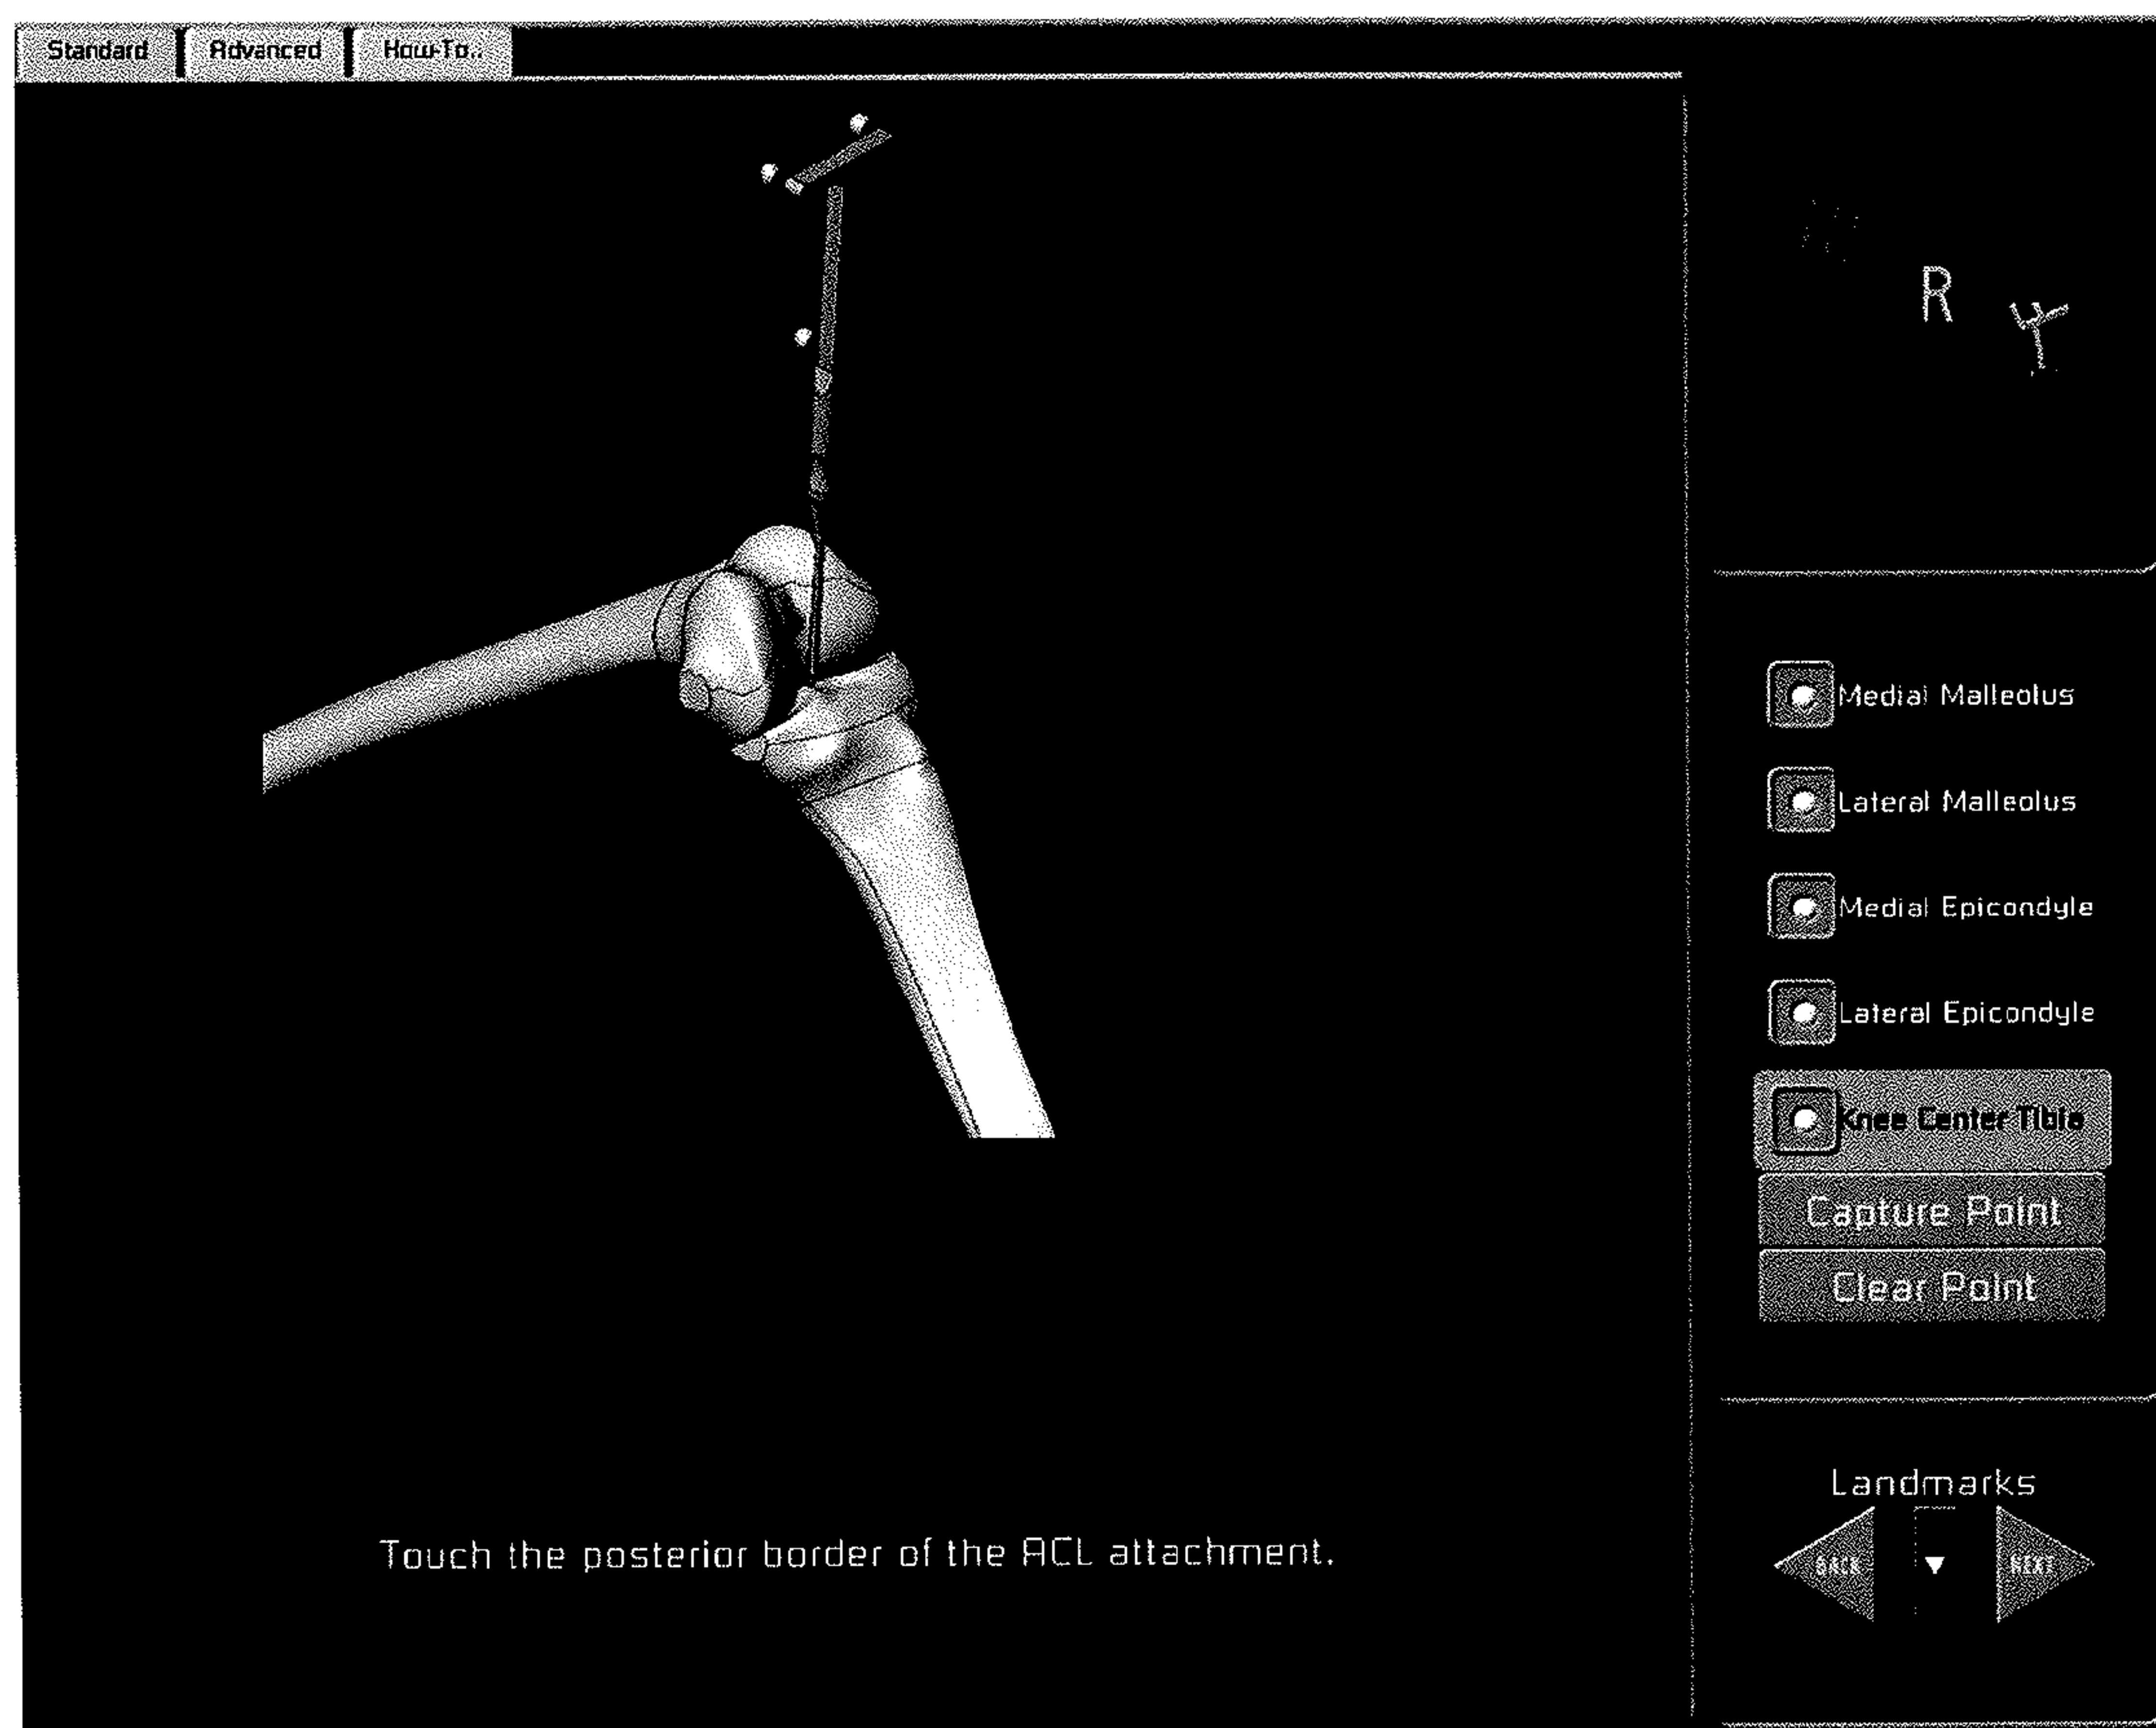 Standard
Advanced
How-To..
R
Medial Malleolus
Lateral Malleolus
Medial Epicondyle
Lateral Epicondyle
Knee Center Tibia
Capture Point
Clear Point
Landmarks
BACK
NEXT
Touch the posterior border of the ACL attachment.